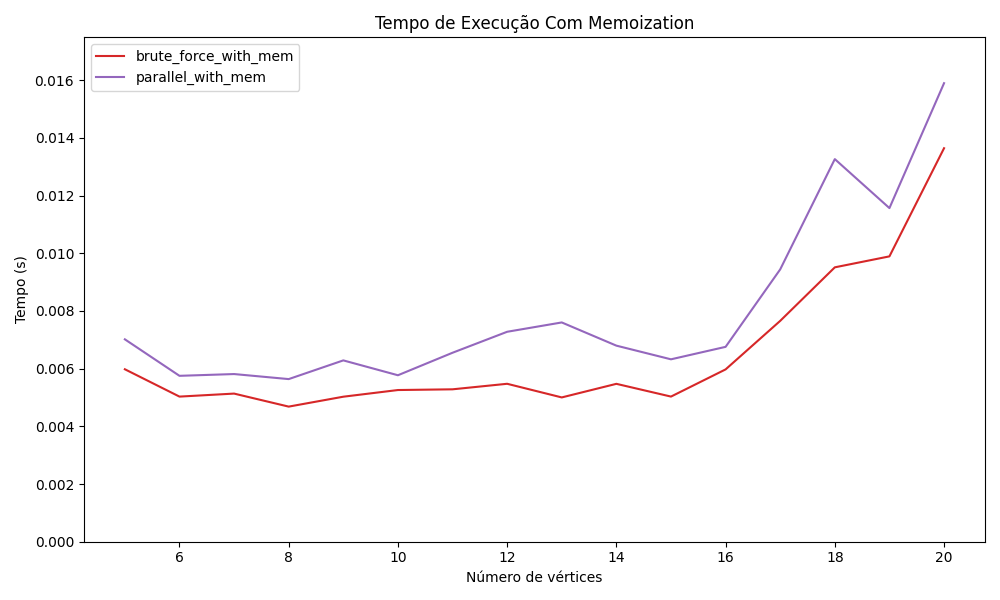 Tempo de Execução Com Memoization
brute_force_with_mem
parallel_with_mem
Tempo (s)
0.016
0.014
0.012
0.010
0.008
0.006
0.004
0.002
0.000
6 8 10 12 14 16 18 20
Número de vértices